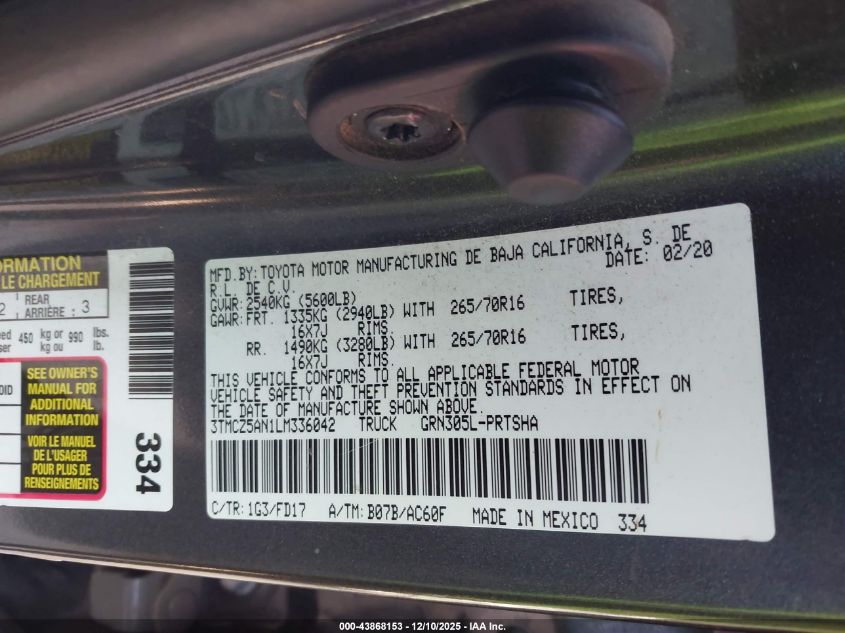 ORMATION
LE CHARGEMENT
2 REAR
ARRIÈRE : 3
450 kg or 990 lbs.
kg ou lb.
OID
SEE OWNER'S
MANUAL FOR
ADDITIONAL
INFORMATION
VOIR LE MANUEL
DE L'USAGER
POUR PLUS DE
RENSEIGNEMENTS
334
MFD.BY:TOYOTA MOTOR MANUFACTURING DE BAJA CALIFORNIA, S. DE
R.L. DE C.V. DATE: 02/20
GVWR:2540KG (5600LB)
GAWR:FRT. 1335KG (2940LB) WITH 265/70R16 TIRES,
16X7J RIMS.
RR. 1490KG (3280LB) WITH 265/70R16 TIRES,
16X7J RIMS.
THIS VEHICLE CONFORMS TO ALL APPLICABLE FEDERAL MOTOR
VEHICLE SAFETY AND THEFT PREVENTION STANDARDS IN EFFECT ON
THE DATE OF MANUFACTURE SHOWN ABOVE.
3TMCZ5AN1LM336042 TRUCK GRN305L-PRTSHA
C/TR:1G3/FD17 A/TM:B07B/AC60F MADE IN MEXICO 334
000-43868153 - 12/10/2025 - IAA Inc.